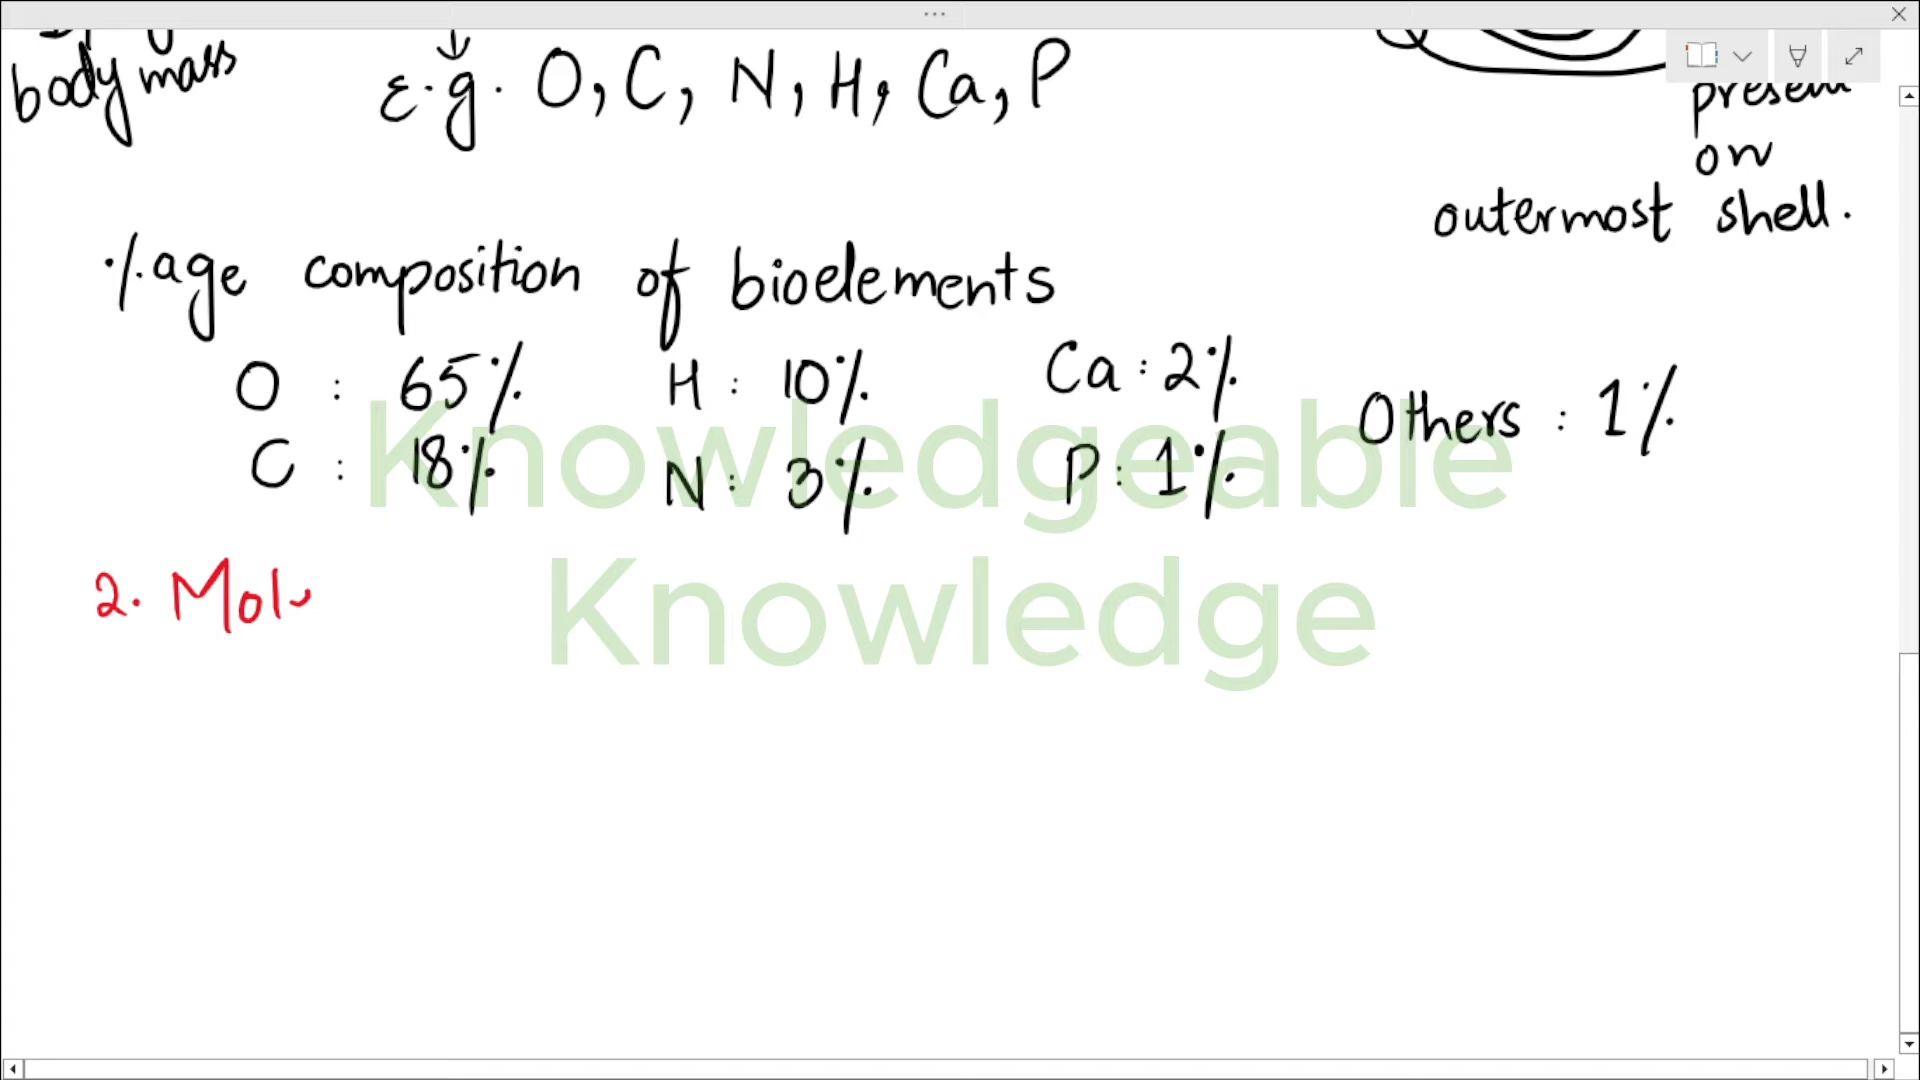 body mass
E.g. O, C, N, H, Ca, P
present
on
outermost shell.
%age composition of bioelements
O : 65%
H : 10%
Ca : 2%
Others : 1%
C : 18%
N : 3%
P : 1%
Knowledgeable
Knowledge
2. Mol